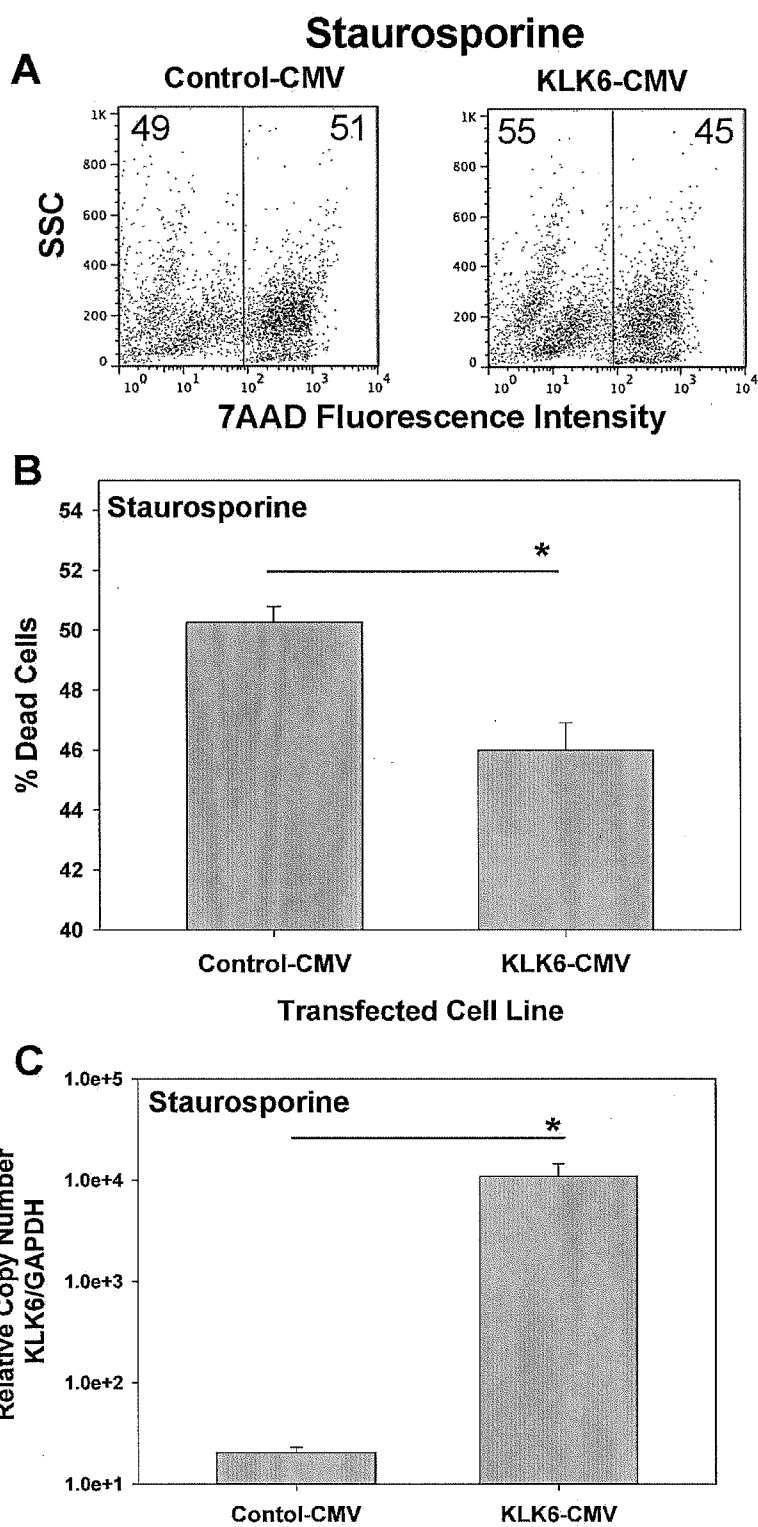 Staurosporine
A
Control-CMV
KLK6-CMV
49
51
55
45
SSC
1K
800
600
400
200
0
10^0 10^1 10^2 10^3 10^4
1K
800
600
400
200
0
10^0 10^1 10^2 10^3 10^4
7AAD Fluorescence Intensity
B
Staurosporine
*
% Dead Cells
54
52
50
48
46
44
42
40
Control-CMV
KLK6-CMV
Transfected Cell Line
C
Staurosporine
*
Relative Copy Number
KLK6/GAPDH
1.0e+5
1.0e+4
1.0e+3
1.0e+2
1.0e+1
Contol-CMV
KLK6-CMV